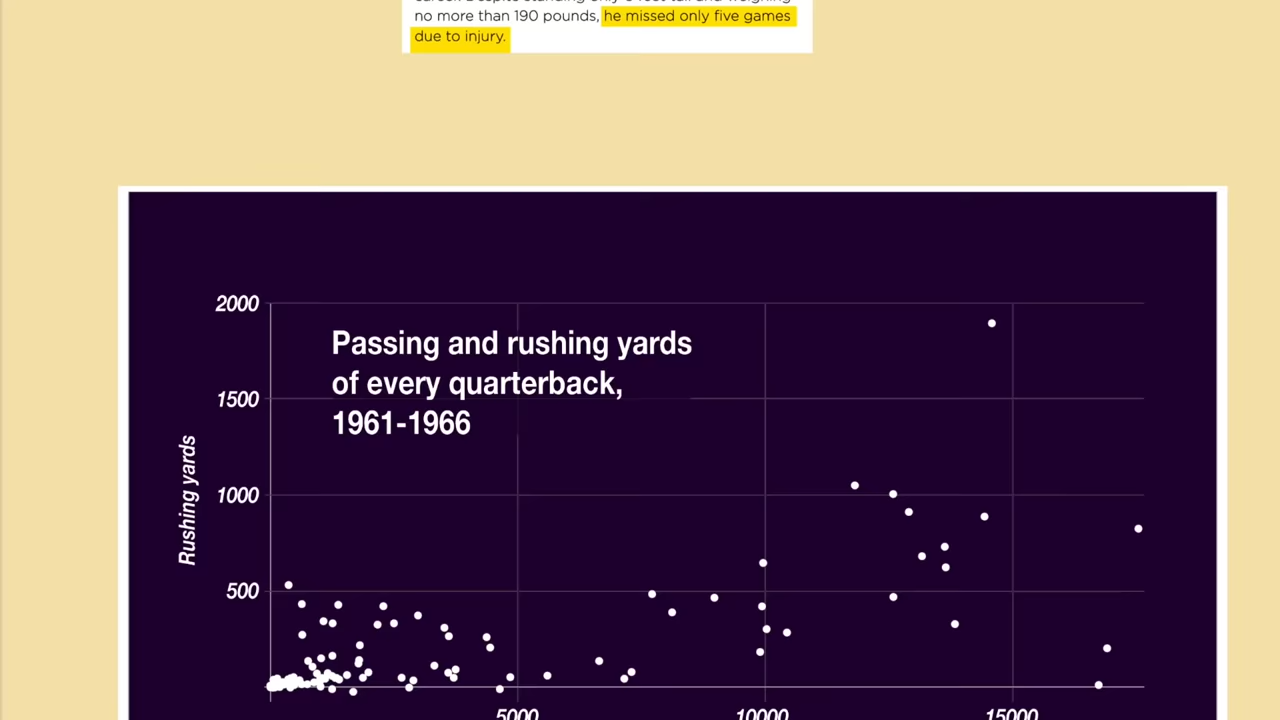 no more than 190 pounds, he missed only five games
due to injury.
2000
Passing and rushing yards
of every quarterback,
1500
1961-1966
Rushing yards
1000
500
5000
10000
15000